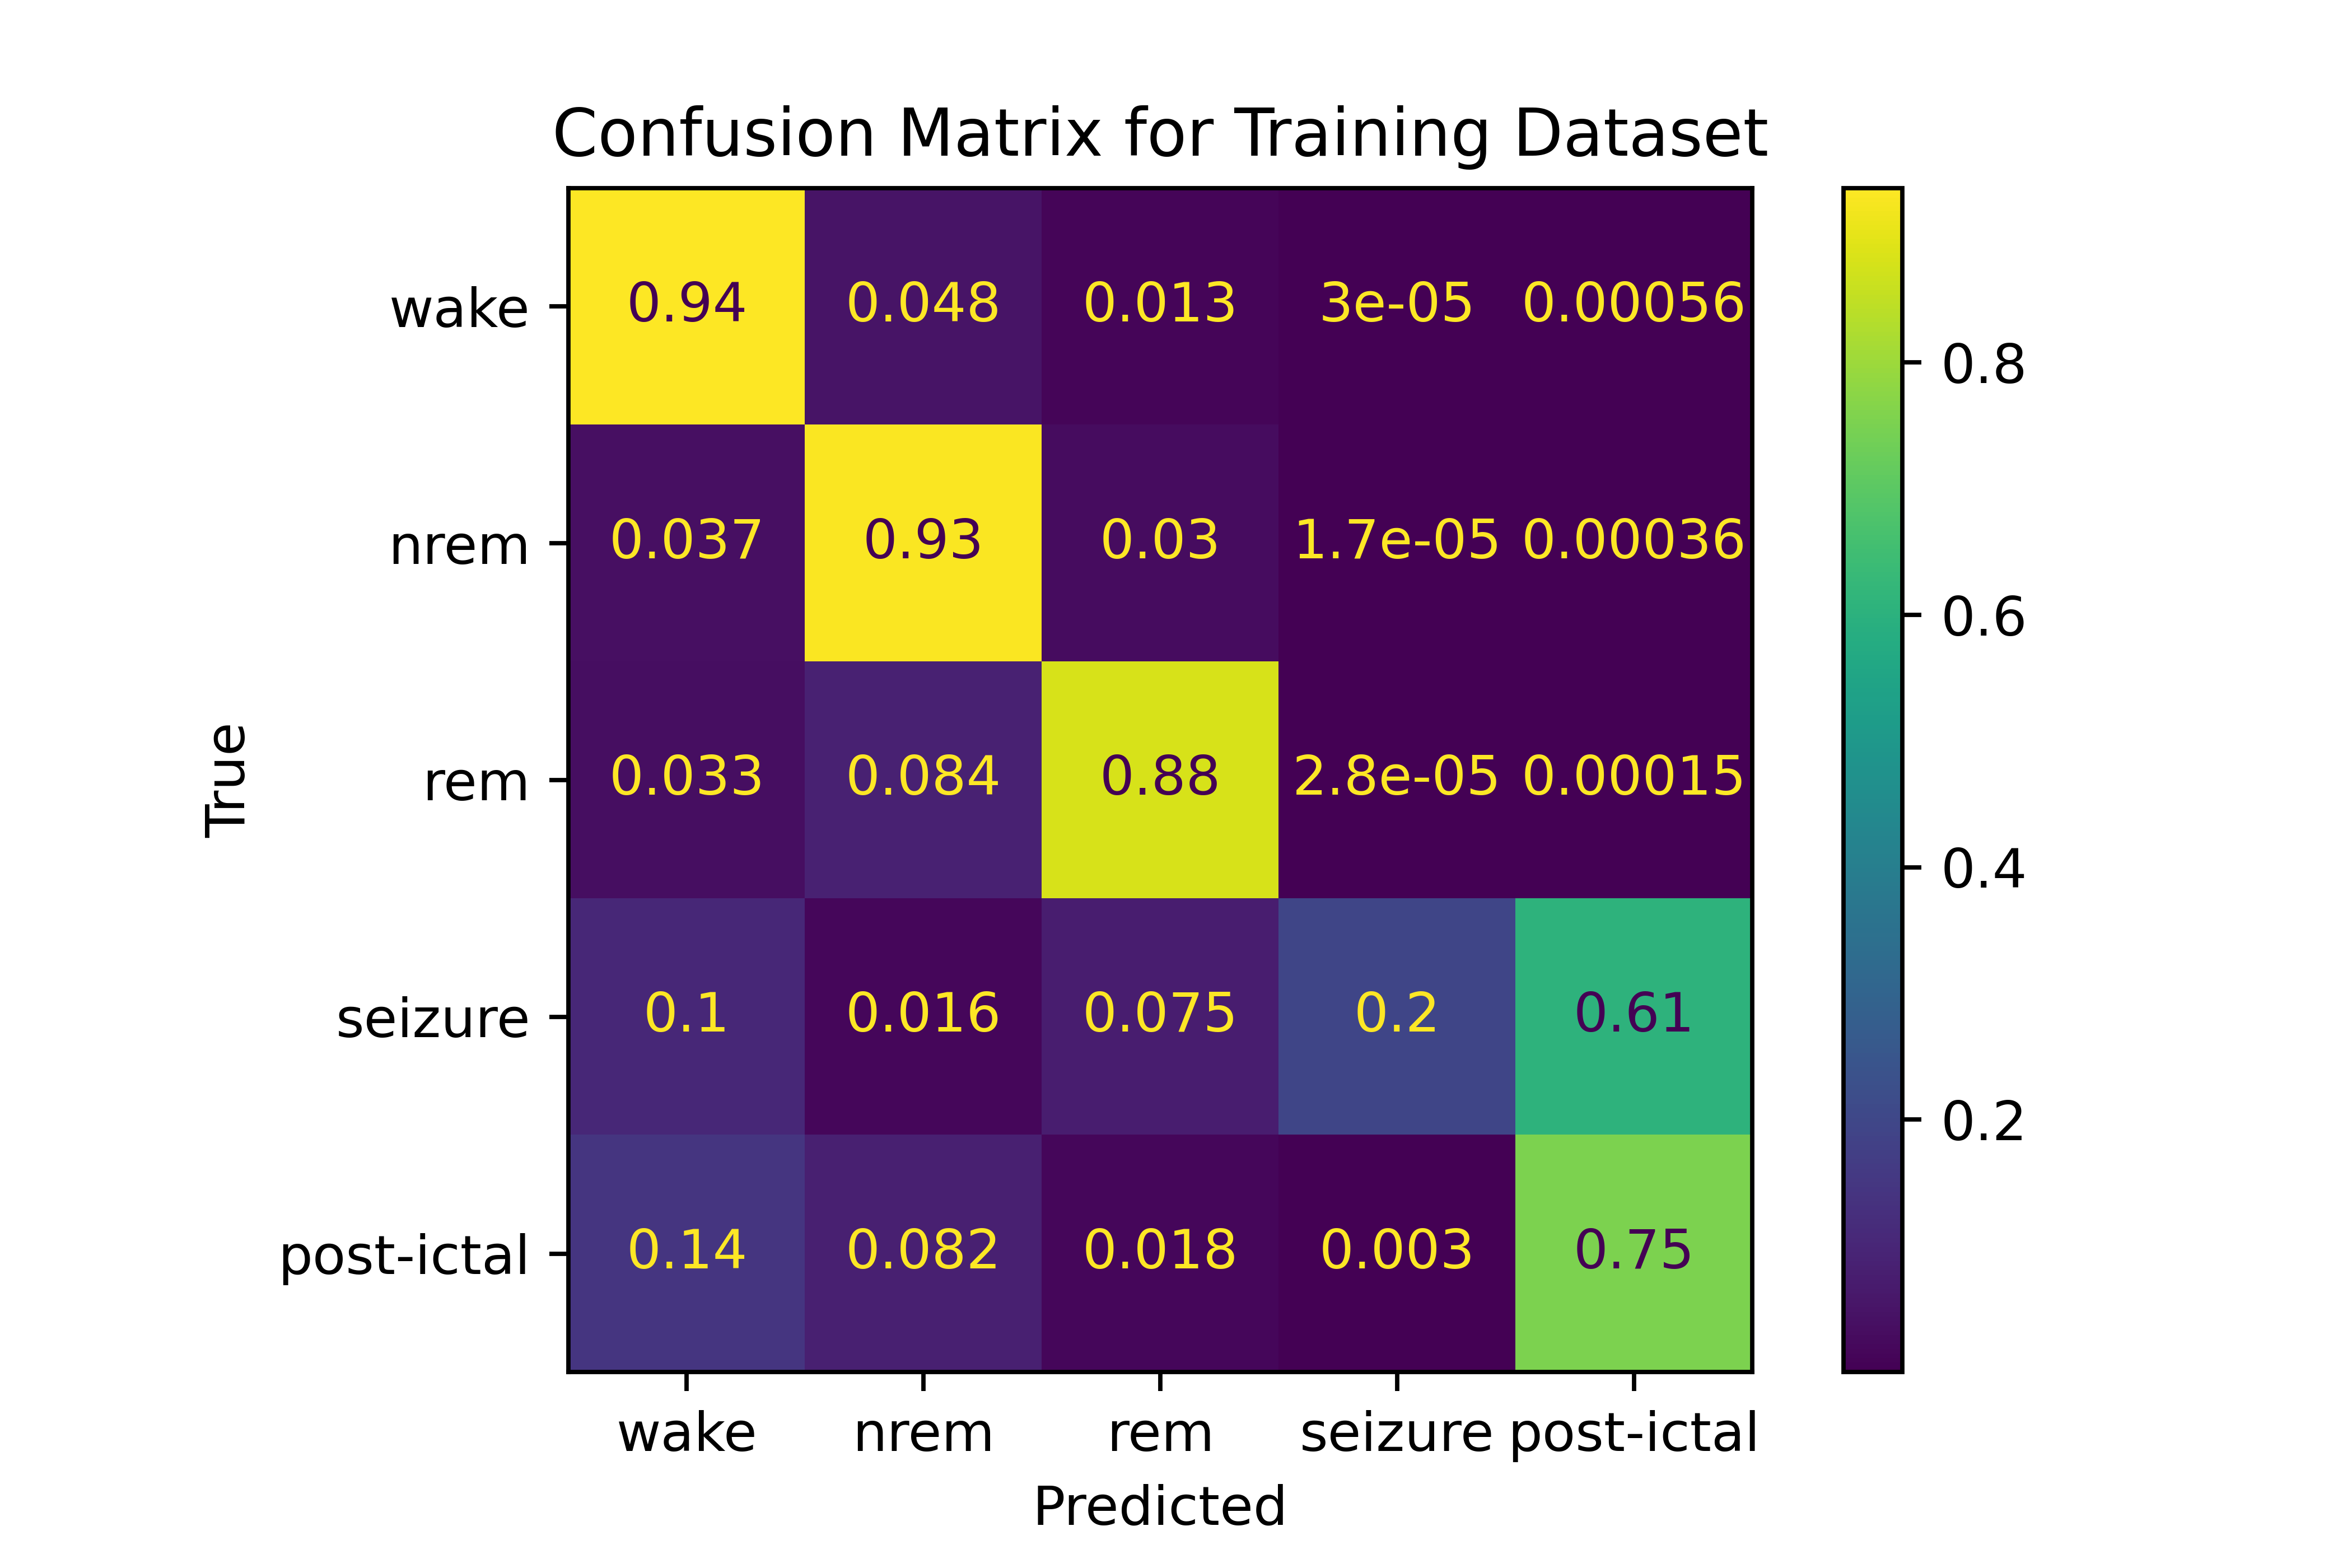 Confusion Matrix for Training Dataset
wake 0.94 0.048 0.013 3e-05 0.00056
nrem 0.037 0.93 0.03 1.7e-05 0.00036
rem 0.033 0.084 0.88 2.8e-05 0.00015
seizure 0.1 0.016 0.075 0.2 0.61
post-ictal 0.14 0.082 0.018 0.003 0.75
wake nrem rem seizure post-ictal
Predicted
True
0.8
0.6
0.4
0.2